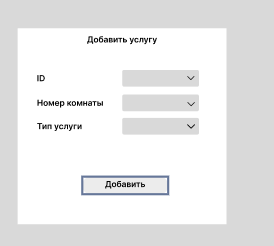 Добавить услугу
ID
Номер комнаты
Тип услуги
Добавить